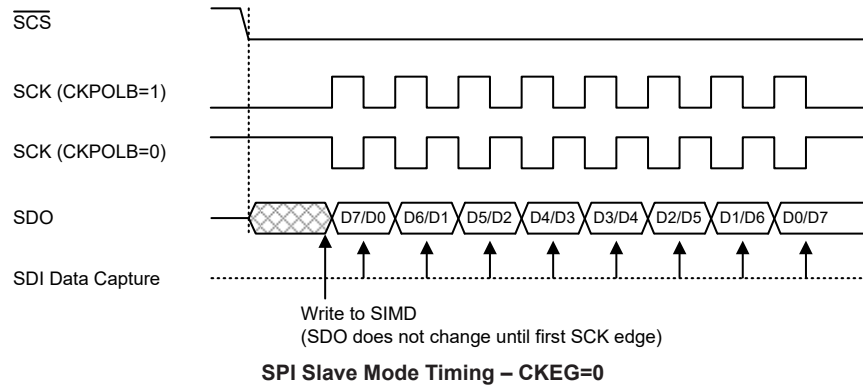 SCS
SCK (CKPOLB=1)
SCK (CKPOLB=0)
SDO
D7/D0 D6/D1 D5/D2 D4/D3 D3/D4 D2/D5 D1/D6 D0/D7
SDI Data Capture
Write to SIMD
(SDO does not change until first SCK edge)
SPI Slave Mode Timing – CKEG=0